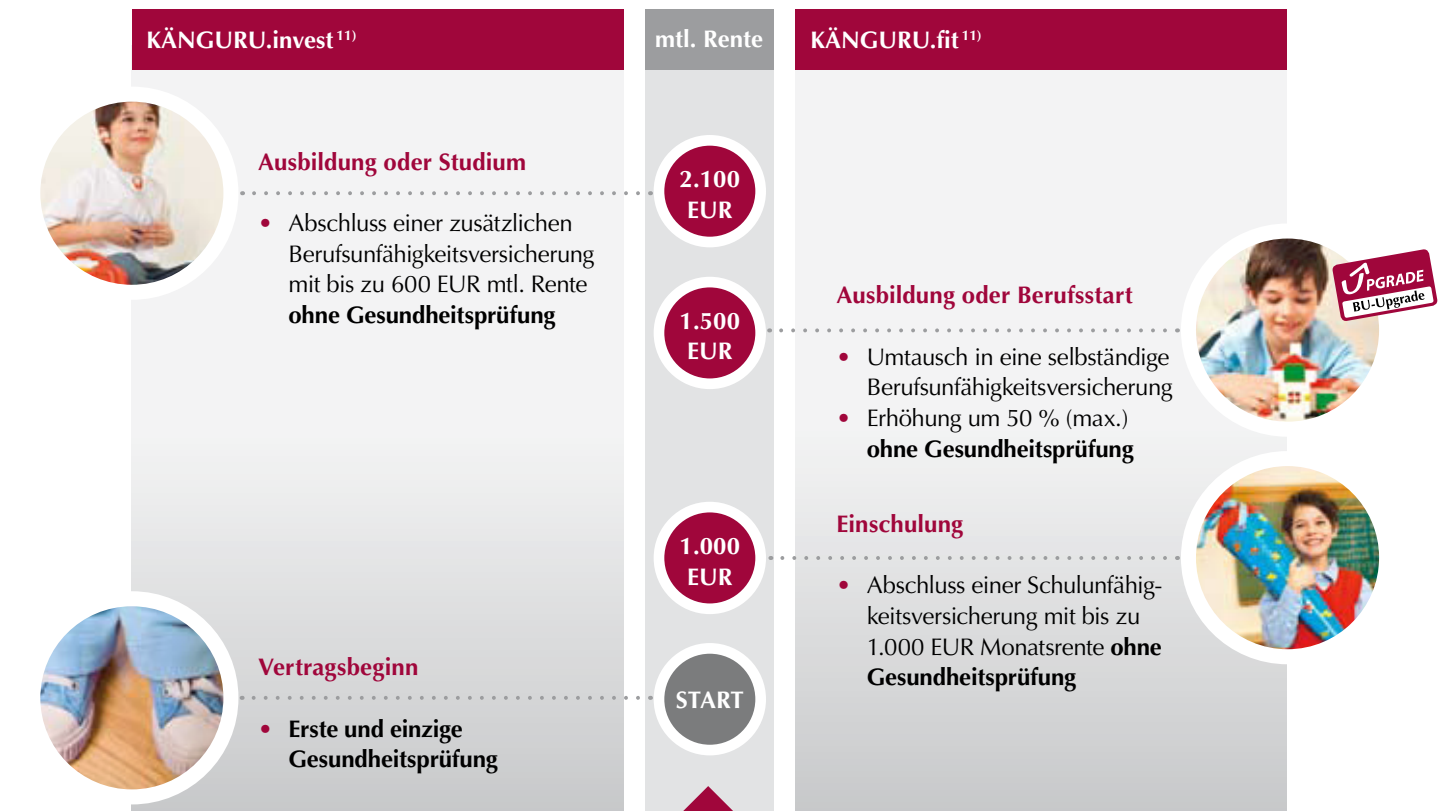 KÄNGURU.invest 11)
mtl. Rente
KÄNGURU.fit 11)
Ausbildung oder Studium
• Abschluss einer zusätzlichen
Berufsunfähigkeitsversicherung
mit bis zu 600 EUR mtl. Rente
ohne Gesundheitsprüfung
2.100
EUR
1.500
EUR
Ausbildung oder Berufsstart
• Umtausch in eine selbständige
Berufsunfähigkeitsversicherung
• Erhöhung um 50 % (max.)
ohne Gesundheitsprüfung
UPGRADE
BU-Upgrade
1.000
EUR
Einschulung
• Abschluss einer Schulunfähig-
keitsversicherung mit bis zu
1.000 EUR Monatsrente ohne
Gesundheitsprüfung
Vertragsbeginn
• Erste und einzige
Gesundheitsprüfung
START